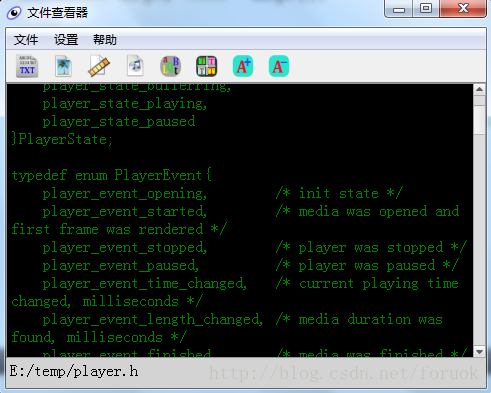 文件查看器
文件 设置 帮助
TXT
A+ A-
player_state_bufferring,
player_state_playing,
player_state_paused
}PlayerState;
typedef enum PlayerEvent{
player_event_opening, /* init state */
player_event_started, /* media was opened and
first frame was rendered */
player_event_stopped, /* player was stopped */
player_event_paused, /* player was paused */
player_event_time_changed, /* current playing time
changed, milliseconds */
player_event_length_changed, /* media duration was
found, milliseconds */
player_event_finished, /* media was finished */
E:/temp/player.h
http://blog.csdn.net/foruok